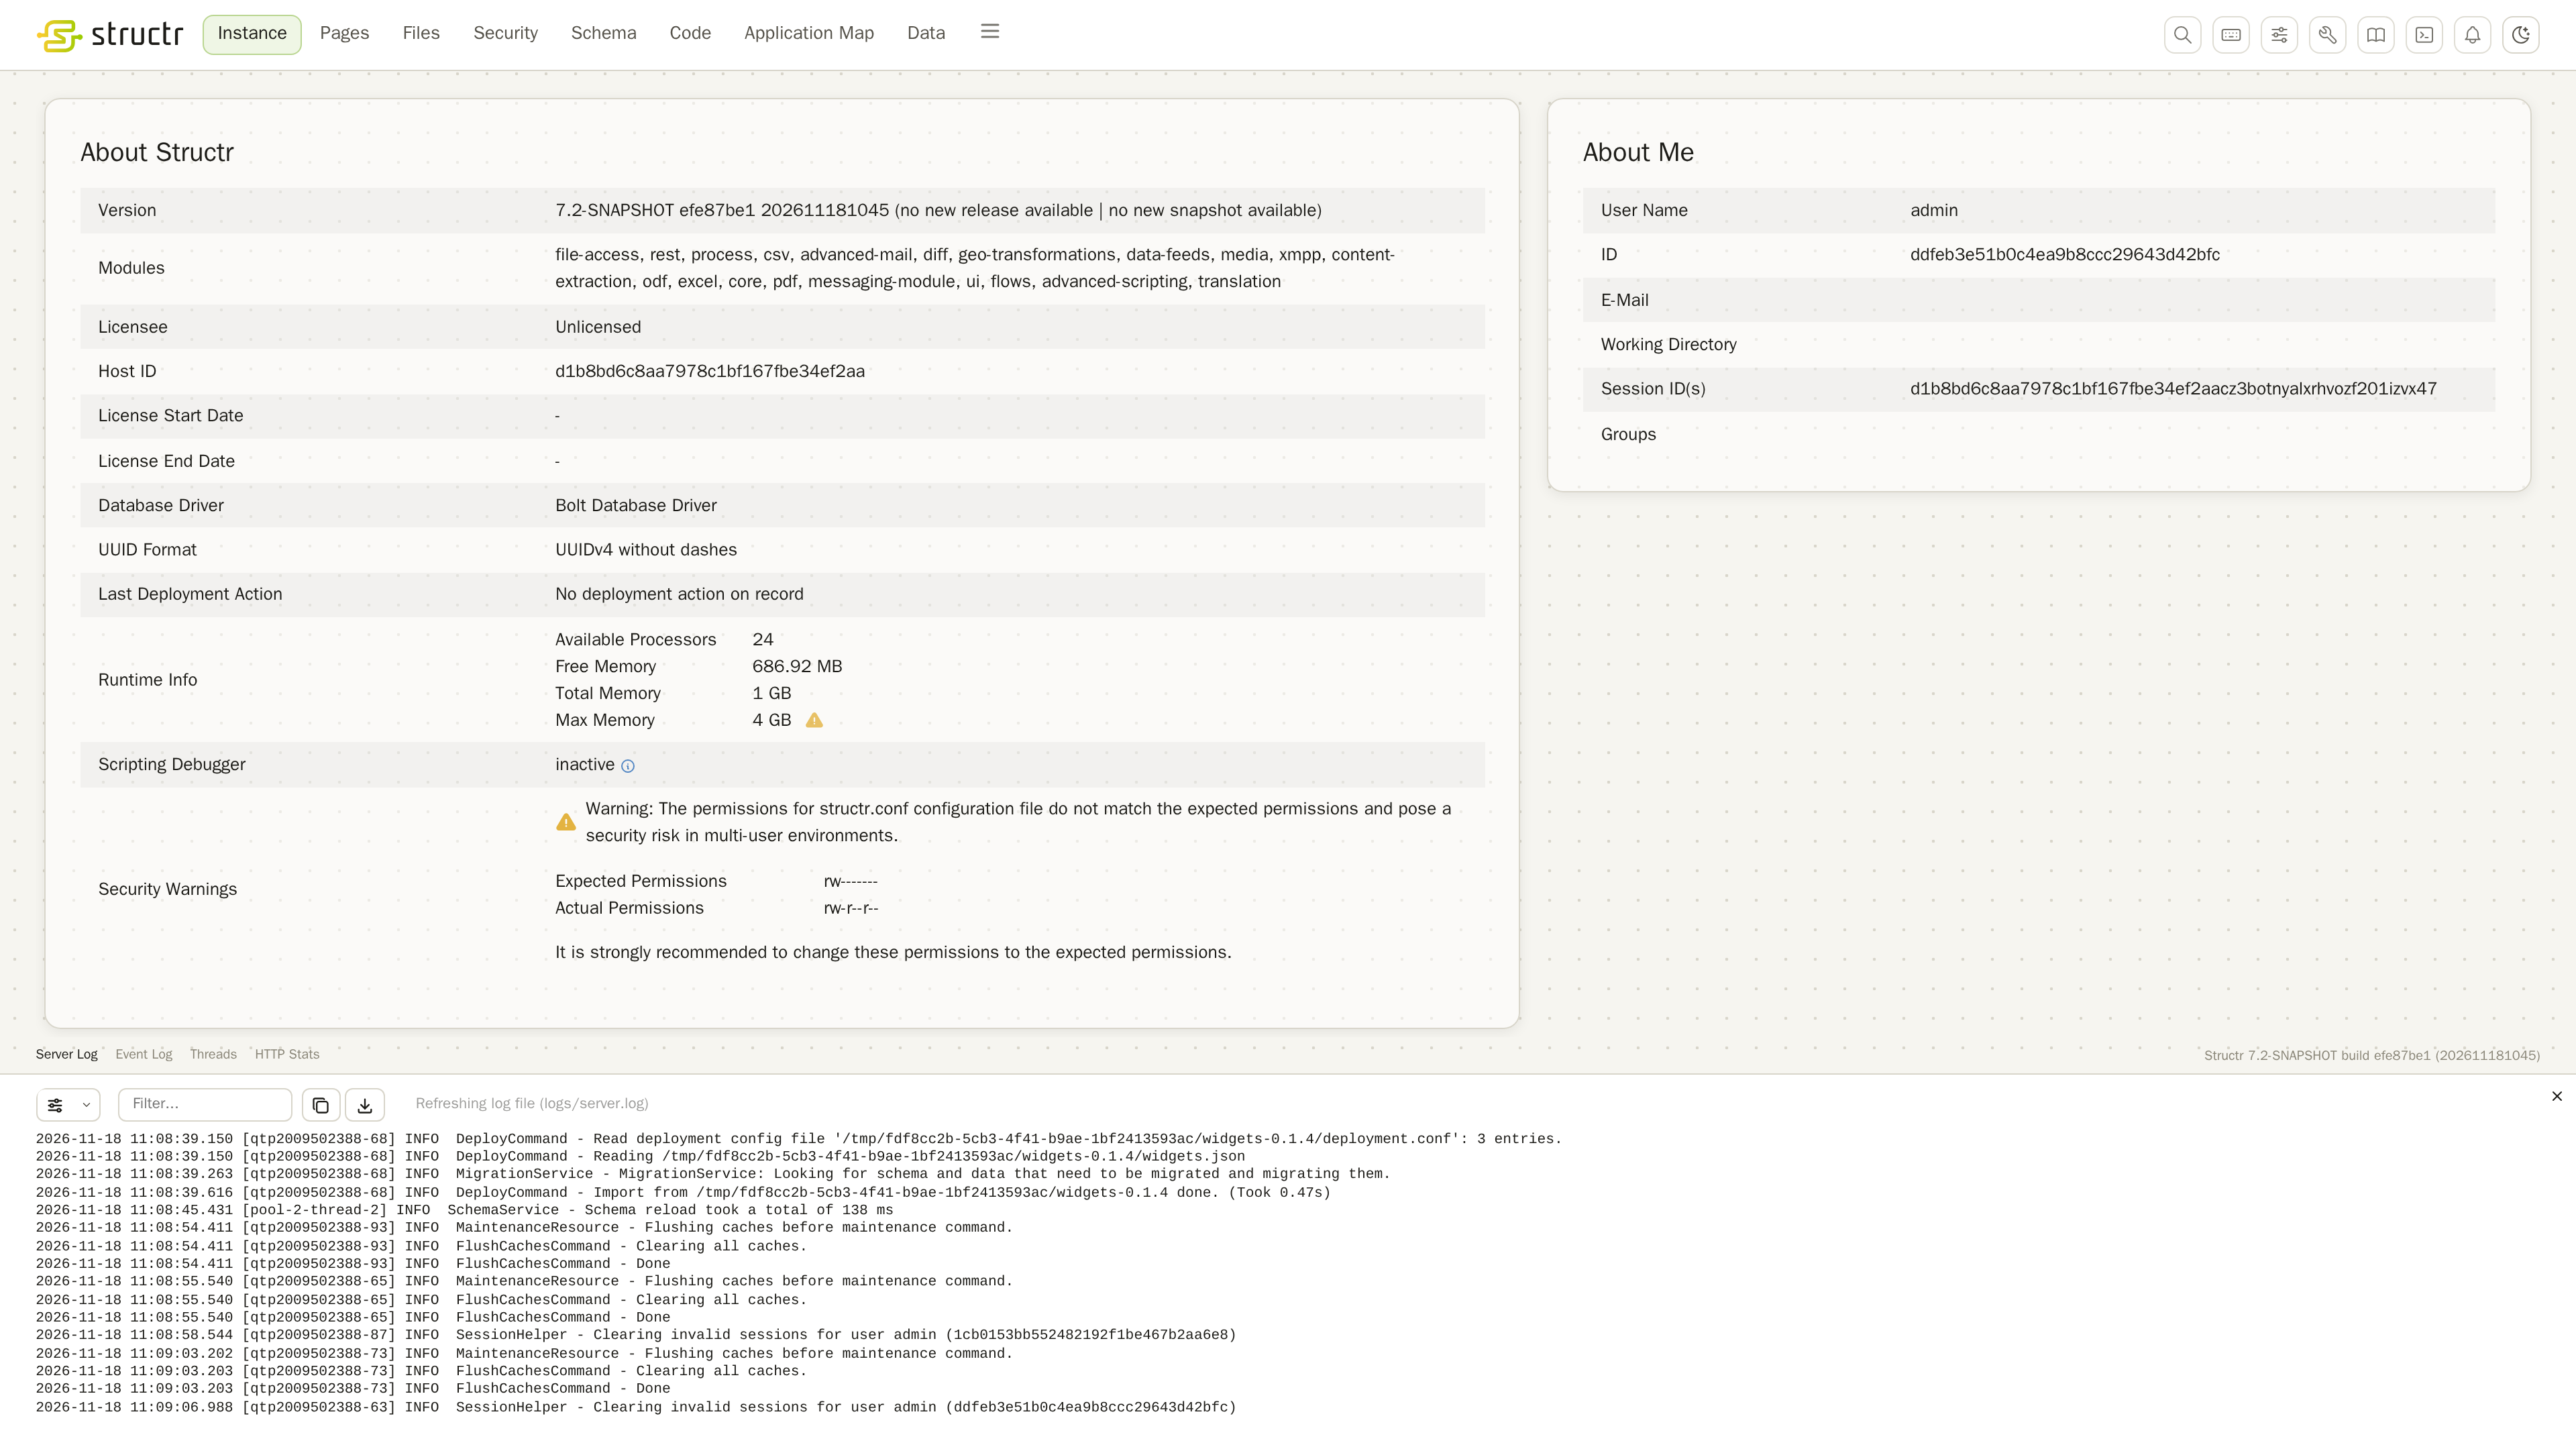 structr
Instance Pages Files Security Schema Code Application Map Data
About Structr
Version 7.2-SNAPSHOT efe87be1 202611181045 (no new release available | no new snapshot available)
Modules file-access, rest, process, csv, advanced-mail, diff, geo-transformations, data-feeds, media, xmpp, content-
extraction, odf, excel, core, pdf, messaging-module, ui, flows, advanced-scripting, translation
Licensee Unlicensed
Host ID d1b8bd6c8aa7978c1bf167fbe34ef2aa
License Start Date -
License End Date -
Database Driver Bolt Database Driver
UUID Format UUIDv4 without dashes
Last Deployment Action No deployment action on record
Runtime Info
Available Processors 24
Free Memory 686.92 MB
Total Memory 1 GB
Max Memory 4 GB
Scripting Debugger inactive
Security Warnings
Warning: The permissions for structr.conf configuration file do not match the expected permissions and pose a
security risk in multi-user environments.
Expected Permissions rw-------
Actual Permissions rw-r--r--
It is strongly recommended to change these permissions to the expected permissions.
About Me
User Name admin
ID ddfeb3e51b0c4ea9b8ccc29643d42bfc
E-Mail
Working Directory
Session ID(s) d1b8bd6c8aa7978c1bf167fbe34ef2aacz3botnyalxrhvozf201izvx47
Groups
Server Log Event Log Threads HTTP Stats
Structr 7.2-SNAPSHOT build efe87be1 (202611181045)
Filter... Refreshing log file (logs/server.log)
2026-11-18 11:08:39.150 [qtp2009502388-68] INFO  DeployCommand - Read deployment config file '/tmp/fdf8cc2b-5cb3-4f41-b9ae-1bf2413593ac/widgets-0.1.4/deployment.conf': 3 entries.
2026-11-18 11:08:39.150 [qtp2009502388-68] INFO  DeployCommand - Reading /tmp/fdf8cc2b-5cb3-4f41-b9ae-1bf2413593ac/widgets-0.1.4/widgets.json
2026-11-18 11:08:39.263 [qtp2009502388-68] INFO  MigrationService - MigrationService: Looking for schema and data that need to be migrated and migrating them.
2026-11-18 11:08:39.616 [qtp2009502388-68] INFO  DeployCommand - Import from /tmp/fdf8cc2b-5cb3-4f41-b9ae-1bf2413593ac/widgets-0.1.4 done. (Took 0.47s)
2026-11-18 11:08:45.431 [pool-2-thread-2] INFO  SchemaService - Schema reload took a total of 138 ms
2026-11-18 11:08:54.411 [qtp2009502388-93] INFO  MaintenanceResource - Flushing caches before maintenance command.
2026-11-18 11:08:54.411 [qtp2009502388-93] INFO  FlushCachesCommand - Clearing all caches.
2026-11-18 11:08:54.411 [qtp2009502388-93] INFO  FlushCachesCommand - Done
2026-11-18 11:08:55.540 [qtp2009502388-65] INFO  MaintenanceResource - Flushing caches before maintenance command.
2026-11-18 11:08:55.540 [qtp2009502388-65] INFO  FlushCachesCommand - Clearing all caches.
2026-11-18 11:08:55.540 [qtp2009502388-65] INFO  FlushCachesCommand - Done
2026-11-18 11:08:58.544 [qtp2009502388-87] INFO  SessionHelper - Clearing invalid sessions for user admin (1cb0153bb552482192f1be467b2aa6e8)
2026-11-18 11:09:03.202 [qtp2009502388-73] INFO  MaintenanceResource - Flushing caches before maintenance command.
2026-11-18 11:09:03.203 [qtp2009502388-73] INFO  FlushCachesCommand - Clearing all caches.
2026-11-18 11:09:03.203 [qtp2009502388-73] INFO  FlushCachesCommand - Done
2026-11-18 11:09:06.988 [qtp2009502388-63] INFO  SessionHelper - Clearing invalid sessions for user admin (ddfeb3e51b0c4ea9b8ccc29643d42bfc)